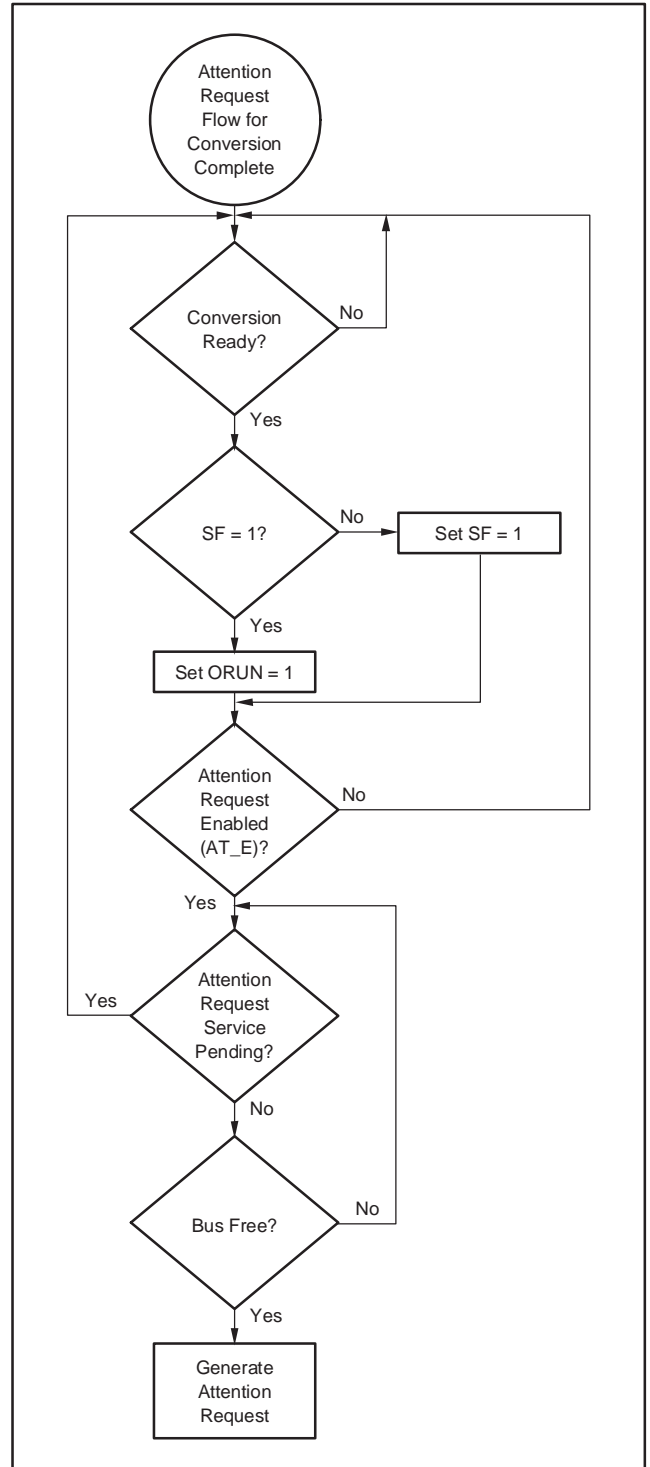 Attention
Request
Flow for
Conversion
Complete
Conversion
Ready?
No
Yes
SF = 1?
No
Set SF = 1
Yes
Set ORUN = 1
Attention
Request
Enabled
(AT_E)?
No
Yes
Attention
Request
Service
Pending?
Yes
No
Bus Free?
No
Yes
Generate
Attention
Request